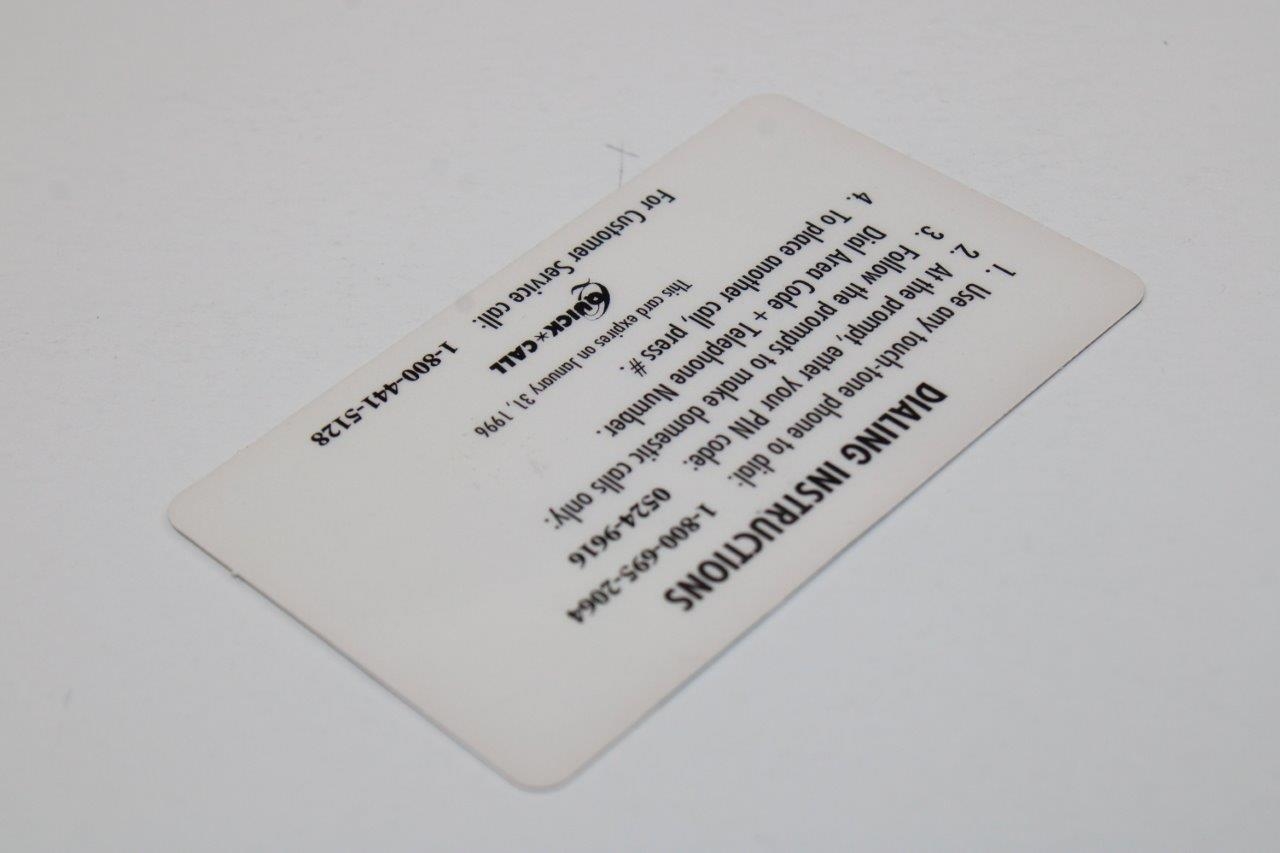 DIALING INSTRUCTIONS
1. Use any touch-tone phone to dial: 1-800-695-2064
2. At the prompt, enter your PIN code: 0524-9616
3. Follow the prompts to make domestic calls only:
Dial Area Code + Telephone Number.
4. To place another call, press #.
This card expires on January 31, 1996
QUICK*CALL
For Customer Service call: 1-800-441-5128